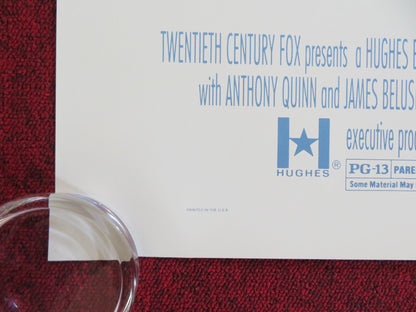 TWENTIETH CENTURY FOX presents a HUGHES
with ANTHONY QUINN and JAMES BELUS
executive prod
H
HUGHES ®
PG-13 PARE
Some Material May
PRINTED IN THE U.S.A.